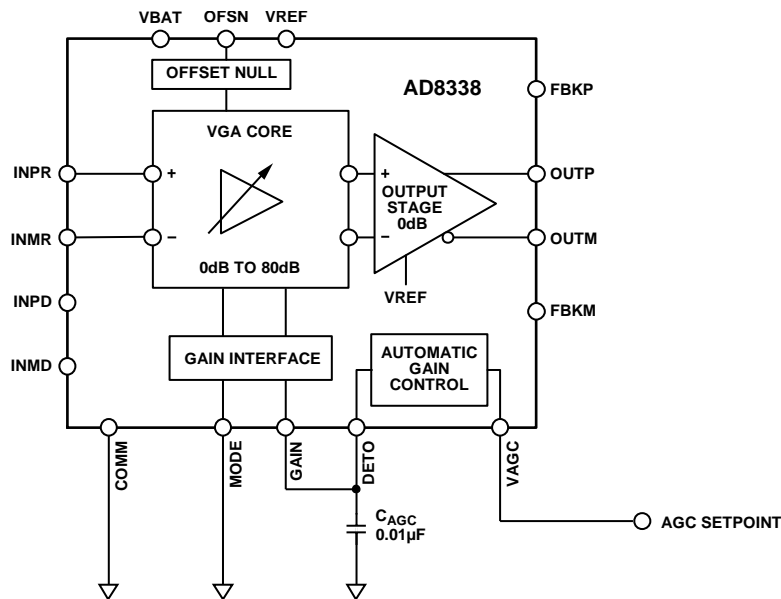 VBAT OFSN VREF
OFFSET NULL
AD8338
FBKP
VGA CORE
INPR
+
+
OUTPUT
STAGE
0dB
OUTP
INMR
−
−
OUTM
0dB TO 80dB
VREF
INPD
FBKM
INMD
GAIN INTERFACE
AUTOMATIC
GAIN
CONTROL
COMM
MODE
GAIN
DETO
VAGC
CAGC
0.01µF
AGC SETPOINT